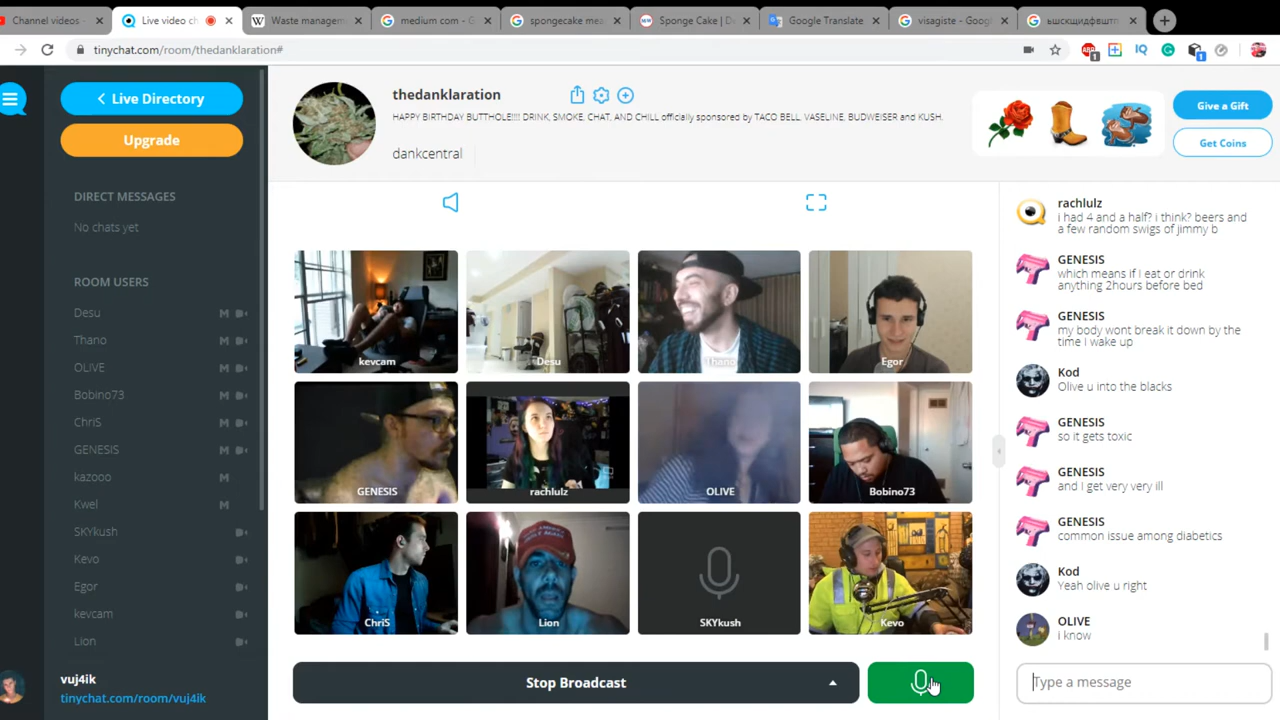 Channel videos -
Live video ch
Waste managem
medium com - G
spongecake mea
Sponge Cake | De
Google Translate
visagiste - Googl
ьшсклщидфвштп
tinychat.com/room/thedanklaration#
Live Directory
Upgrade
DIRECT MESSAGES
No chats yet
ROOM USERS
Desu M
Thano M
OLIVE M
Bobino73 M
ChriS M
GENESIS M
kazooo M
Kwel M
SKYkush
Kevo
Egor
kevcam
Lion
vuj4ik
tinychat.com/room/vuj4ik
thedanklaration
HAPPY BIRTHDAY BUTTHOLE!!!! DRINK, SMOKE, CHAT, AND CHILL officially sponsored by TACO BELL, VASELINE, BUDWEISER and KUSH.
dankcentral
Give a Gift
Get Coins
kevcam
Desu
Thano
Egor
GENESIS
rachlulz
OLIVE
Bobino73
ChriS
Lion
SKYkush
Kevo
Stop Broadcast
rachlulz
i had 4 and a half? i think? beers and
a few random swigs of jimmy b
GENESIS
which means if I eat or drink
anything 2hours before bed
GENESIS
my body wont break it down by the
time I wake up
Kod
Olive u into the blacks
GENESIS
so it gets toxic
GENESIS
and I get very very ill
GENESIS
common issue among diabetics
Kod
Yeah olive u right
OLIVE
i know
Type a message